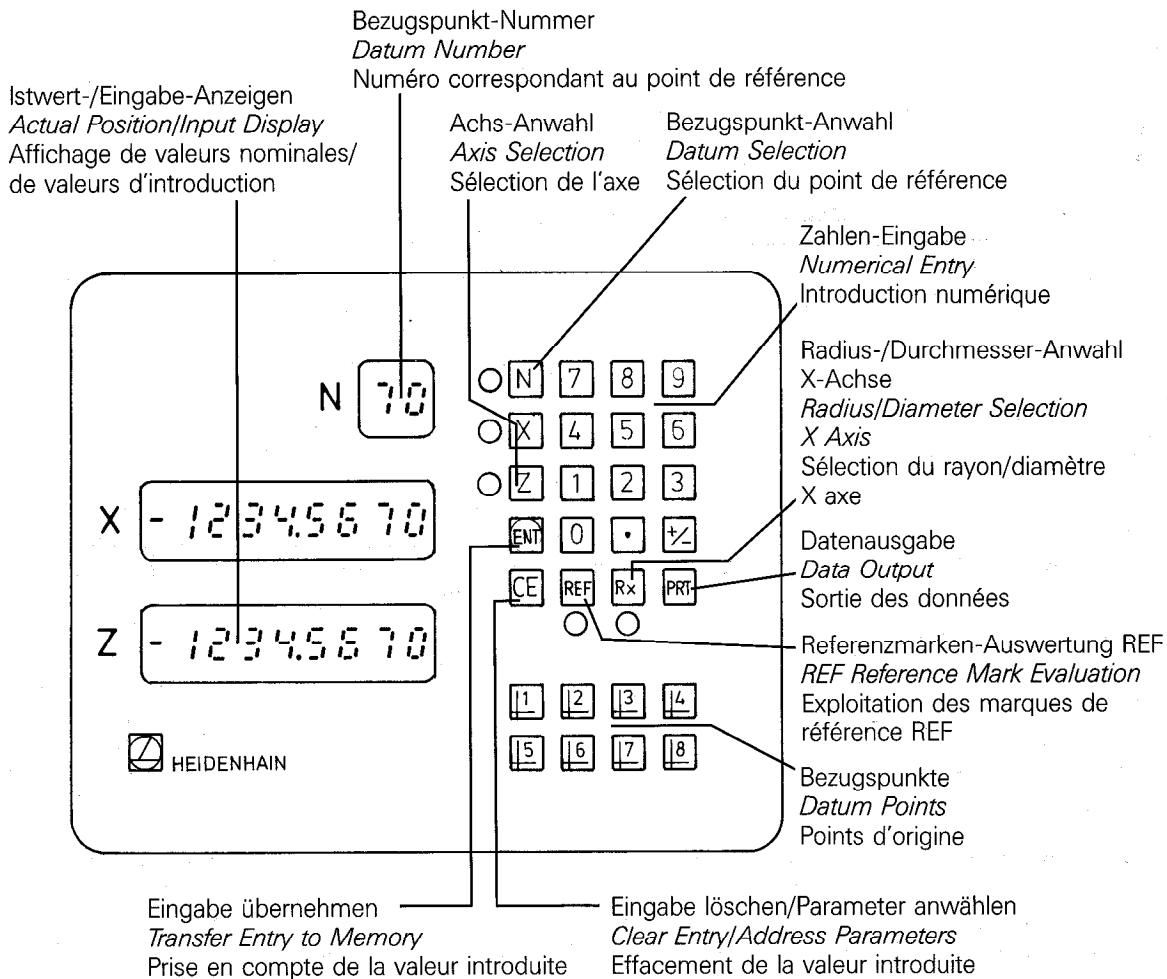 Bezugspunkt-Nummer
Datum Number
Numéro correspondant au point de référence
Istwert-/Eingabe-Anzeigen
Actual Position/Input Display
Affichage de valeurs nominales/
de valeurs d'introduction
Achs-Anwahl
Axis Selection
Sélection de l'axe
Bezugspunkt-Anwahl
Datum Selection
Sélection du point de référence
Zahlen-Eingabe
Numerical Entry
Introduction numérique
Radius-/Durchmesser-Anwahl
X-Achse
Radius/Diameter Selection
X Axis
Sélection du rayon/diamètre
X axe
Datenausgabe
Data Output
Sortie des données
Referenzmarken-Auswertung REF
REF Reference Mark Evaluation
Exploitation des marques de
référence REF
Bezugspunkte
Datum Points
Points d'origine
N 70
X - 1234.5670
Z - 1234.5670
HEIDENHAIN
N 7 8 9
X 4 5 6
Z 1 2 3
ENT 0 . +/-
CE REF Rx PRT
1 2 3 4
5 6 7 8
Eingabe übernehmen
Transfer Entry to Memory
Prise en compte de la valeur introduite
Eingabe löschen/Parameter anwählen
Clear Entry/Address Parameters
Effacement de la valeur introduite